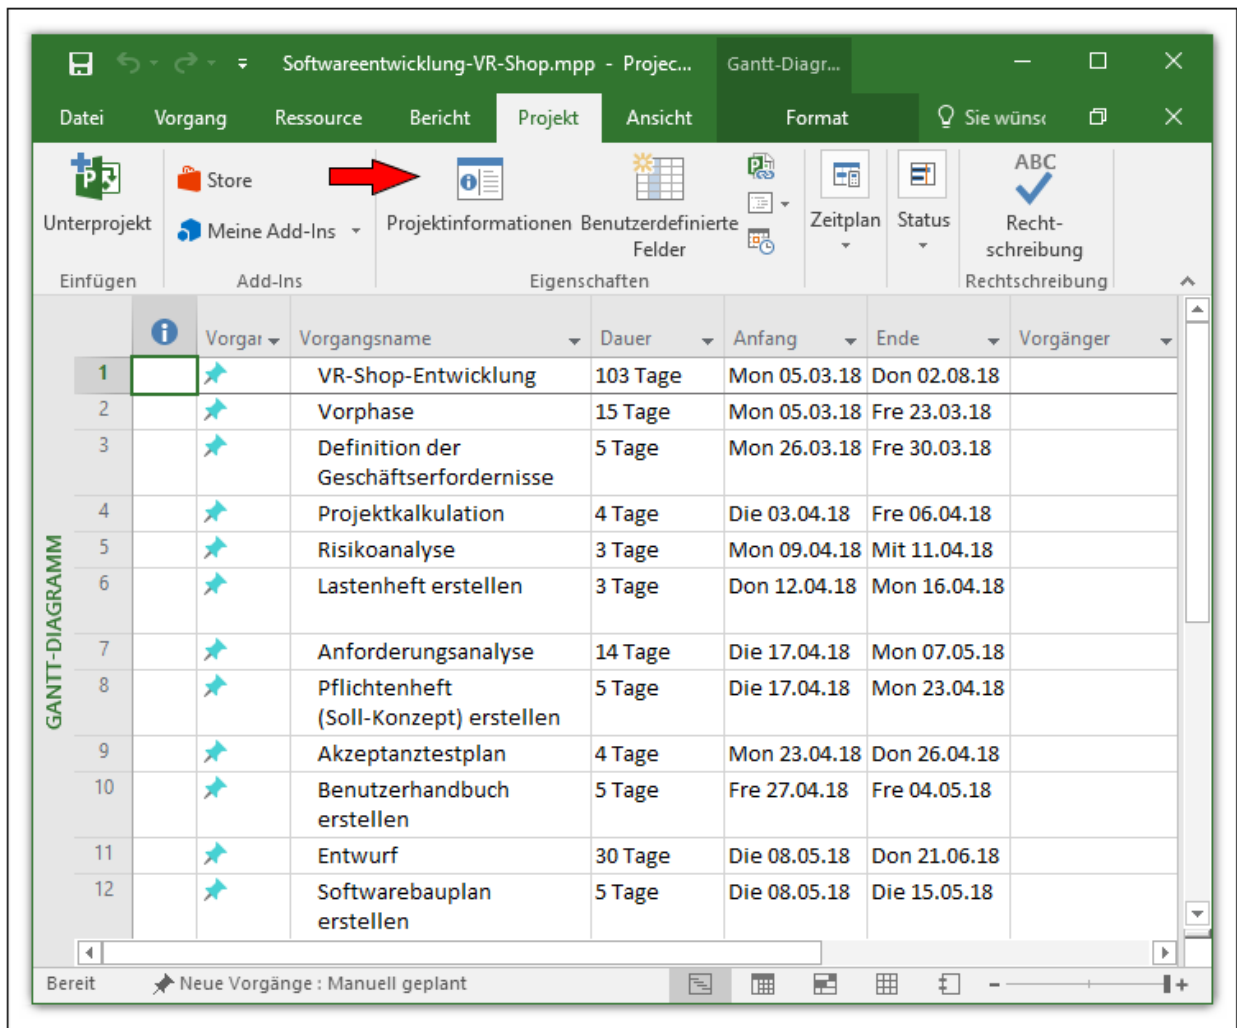 Softwareentwicklung-VR-Shop.mpp - Projec... Gantt-Diagr...
Datei Vorgang Ressource Bericht Projekt Ansicht Format Sie wüns
Unterprojekt
Store
Meine Add-Ins
Projektinformationen
Benutzerdefinierte
Felder
Zeitplan
Status
ABC
Recht-
schreibung
Einfügen Add-Ins Eigenschaften Rechtschreibung
Vorgar Vorgangsname Dauer Anfang Ende Vorgänger
1 VR-Shop-Entwicklung 103 Tage Mon 05.03.18 Don 02.08.18
2 Vorphase 15 Tage Mon 05.03.18 Fre 23.03.18
3 Definition der 5 Tage Mon 26.03.18 Fre 30.03.18
Geschäftserfordernisse
4 Projektkalkulation 4 Tage Die 03.04.18 Fre 06.04.18
5 Risikoanalyse 3 Tage Mon 09.04.18 Mit 11.04.18
6 Lastenheft erstellen 3 Tage Don 12.04.18 Mon 16.04.18
7 Anforderungsanalyse 14 Tage Die 17.04.18 Mon 07.05.18
8 Pflichtenheft 5 Tage Die 17.04.18 Mon 23.04.18
(Soll-Konzept) erstellen
9 Akzeptanztestplan 4 Tage Mon 23.04.18 Don 26.04.18
10 Benutzerhandbuch 5 Tage Fre 27.04.18 Fre 04.05.18
erstellen
11 Entwurf 30 Tage Die 08.05.18 Don 21.06.18
12 Softwarebauplan 5 Tage Die 08.05.18 Die 15.05.18
erstellen
GANTT-DIAGRAMM
Bereit Neue Vorgänge : Manuell geplant